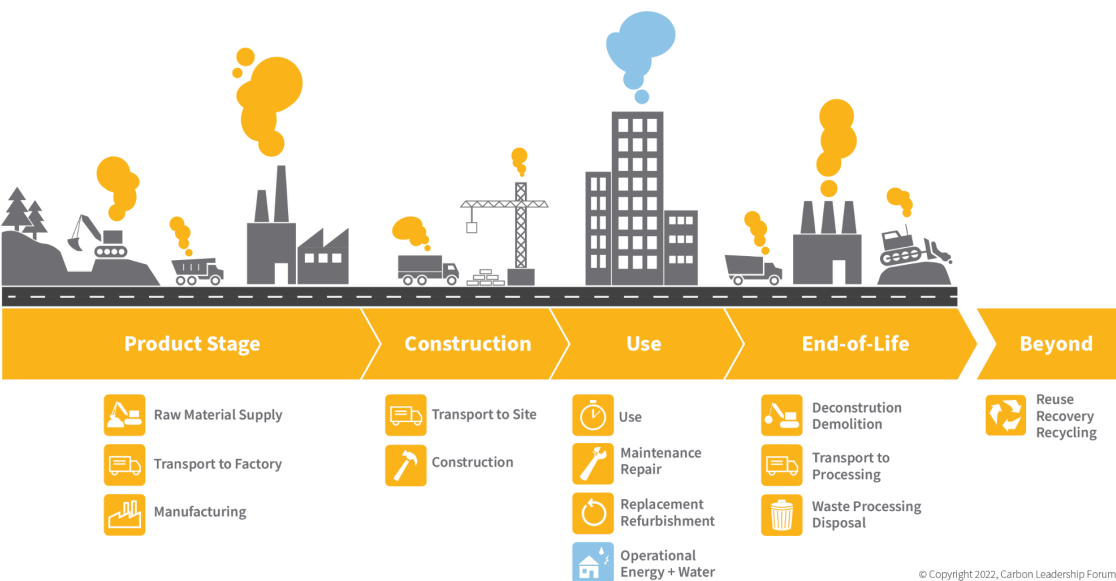 Product Stage
Construction
Use
End-of-Life
Beyond
Raw Material Supply
Transport to Factory
Manufacturing
Transport to Site
Construction
Use
Maintenance
Repair
Replacement
Refurbishment
Operational
Energy + Water
Deconstrution
Demolition
Transport to
Processing
Waste Processing
Disposal
Reuse
Recovery
Recycling
© Copyright 2022, Carbon Leadership Forum